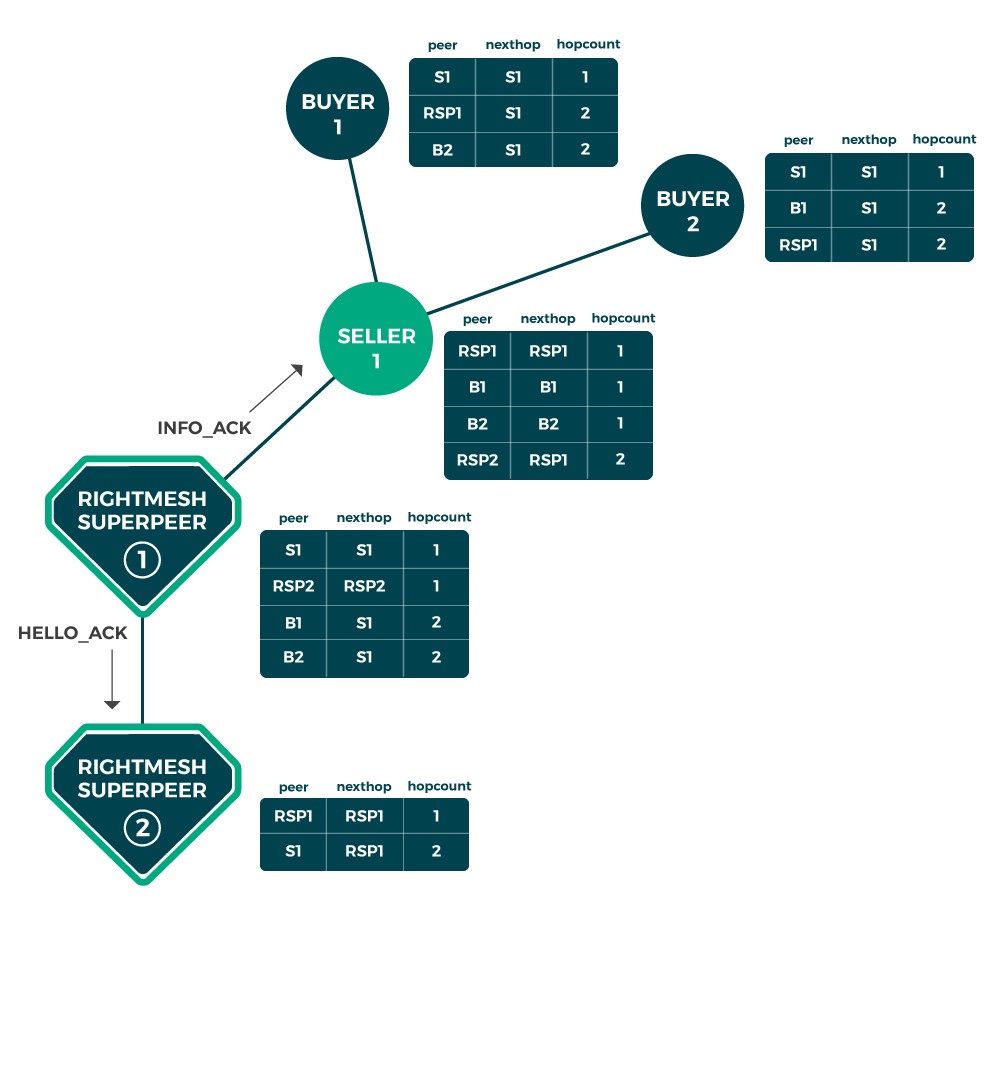 peer nexthop hopcount
BUYER
1
S1 S1 1
RSP1 S1 2
B2 S1 2
peer nexthop hopcount
BUYER
2
S1 S1 1
B1 S1 2
RSP1 S1 2
SELLER
1
peer nexthop hopcount
RSP1 RSP1 1
B1 B1 1
B2 B2 1
RSP2 RSP1 2
INFO_ACK
RIGHTMESH
SUPERPEER
1
peer nexthop hopcount
S1 S1 1
RSP2 RSP2 1
B1 S1 2
B2 S1 2
HELLO_ACK
RIGHTMESH
SUPERPEER
2
peer nexthop hopcount
RSP1 RSP1 1
S1 RSP1 2